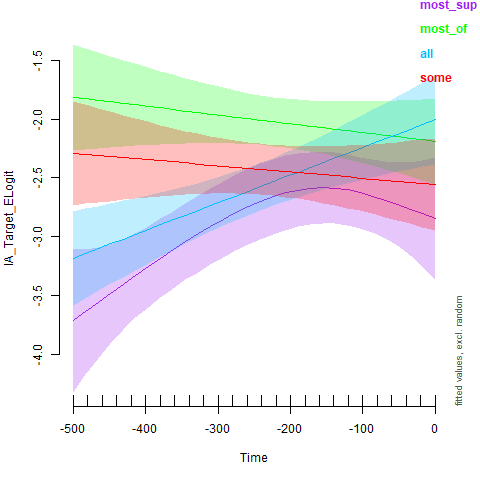 most_sup
most_of
all
some
-1.5
-2.0
-2.5
-3.0
-3.5
-4.0
IA_Target_ELogit
fitted values, excl. random
-500
-400
-300
-200
-100
0
Time